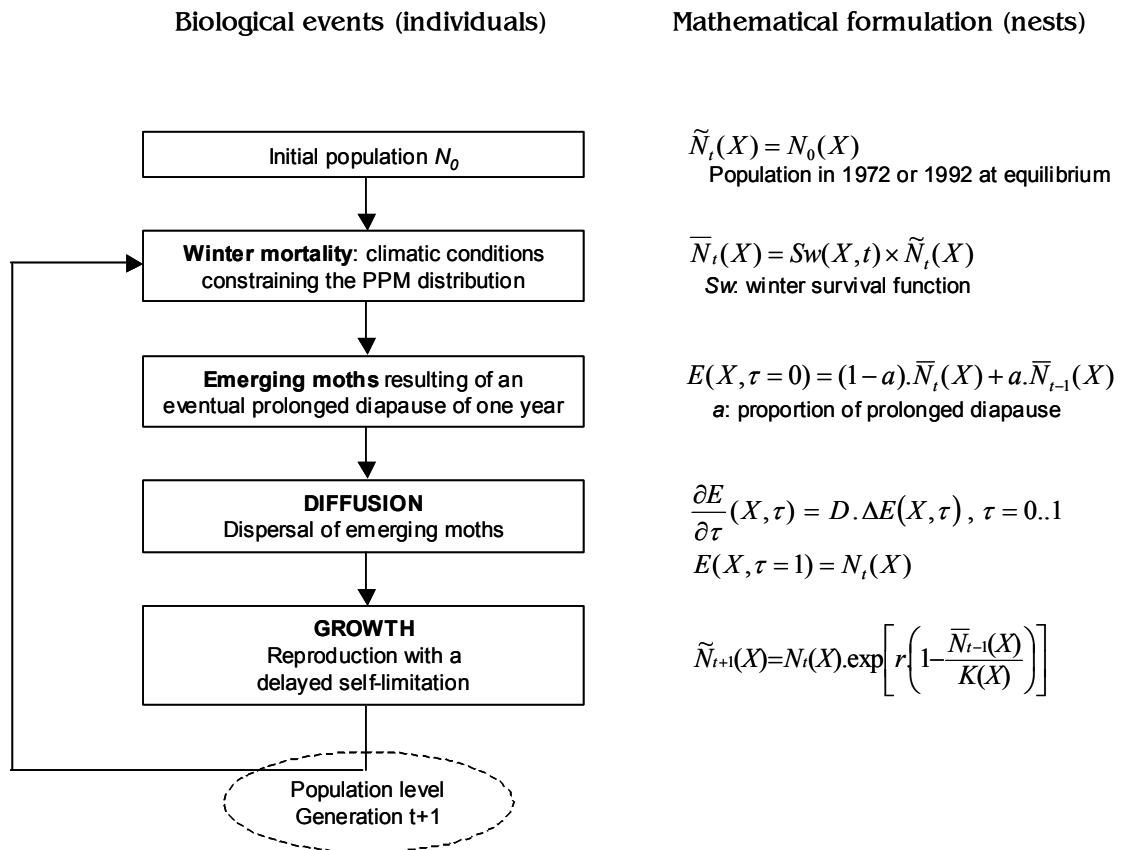 Biological events (individuals)
Mathematical formulation (nests)
Initial population N₀
Ñₜ(X) = N₀(X)
Population in 1972 or 1992 at equilibrium
Winter mortality: climatic conditions
constraining the PPM distribution
N̅ₜ(X) = Sw(X,t) × Ñₜ(X)
Sw: winter survival function
Emerging moths resulting of an
eventual prolonged diapause of one year
E(X,τ = 0) = (1−a).N̅ₜ(X) + a.N̅ₜ₋₁(X)
a: proportion of prolonged diapause
DIFFUSION
Dispersal of emerging moths
∂E/∂τ (X,τ) = D.ΔE(X,τ) , τ = 0..1
E(X,τ = 1) = Nₜ(X)
GROWTH
Reproduction with a
delayed self-limitation
Ñₜ₊₁(X)=Nₜ(X).exp[r.(1−N̅ₜ₋₁(X)/K(X))]
Population level
Generation t+1